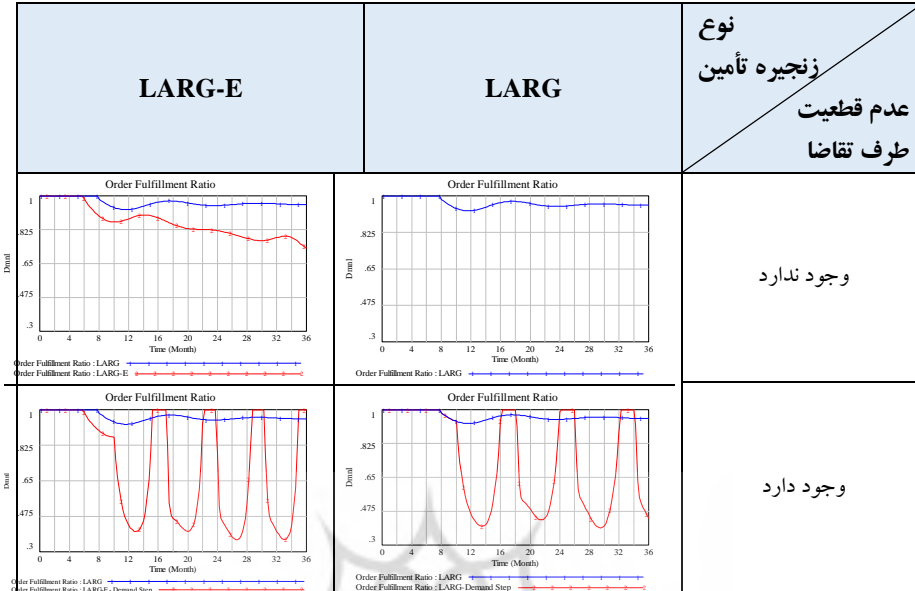 نوع
زنجیره تأمین
عدم قطعیت
طرف تقاضا
LARG
LARG-E
وجود ندارد
Order Fulfillment Ratio
1
.825
.65
.475
.3
Dmnl
0 4 8 12 16 20 24 28 32 36
Time (Month)
Order Fulfillment Ratio : LARG
Order Fulfillment Ratio
1
.825
.65
.475
.3
Dmnl
0 4 8 12 16 20 24 28 32 36
Time (Month)
Order Fulfillment Ratio : LARG
Order Fulfillment Ratio : LARG-E
وجود دارد
Order Fulfillment Ratio
1
.825
.65
.475
.3
Dmnl
0 4 8 12 16 20 24 28 32 36
Time (Month)
Order Fulfillment Ratio : LARG
Order Fulfillment Ratio : LARG-Demand Step
Order Fulfillment Ratio
1
.825
.65
.475
.3
Dmnl
0 4 8 12 16 20 24 28 32 36
Time (Month)
Order Fulfillment Ratio : LARG
Order Fulfillment Ratio : LARG-E - Demand Step